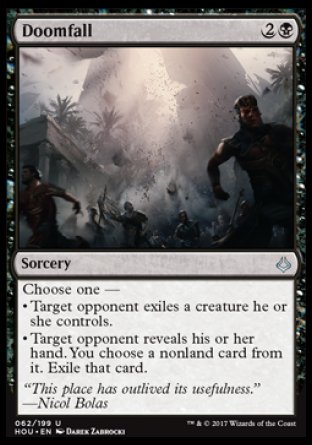 Doomfall 2
Sorcery
Choose one —
• Target opponent exiles a creature he or
she controls.
• Target opponent reveals his or her
hand. You choose a nonland card from
it. Exile that card.
"This place has outlived its usefulness."
—Nicol Bolas
062/199 U
HOU • EN Darek Zabrocki
™ & © 2017 Wizards of the Coast